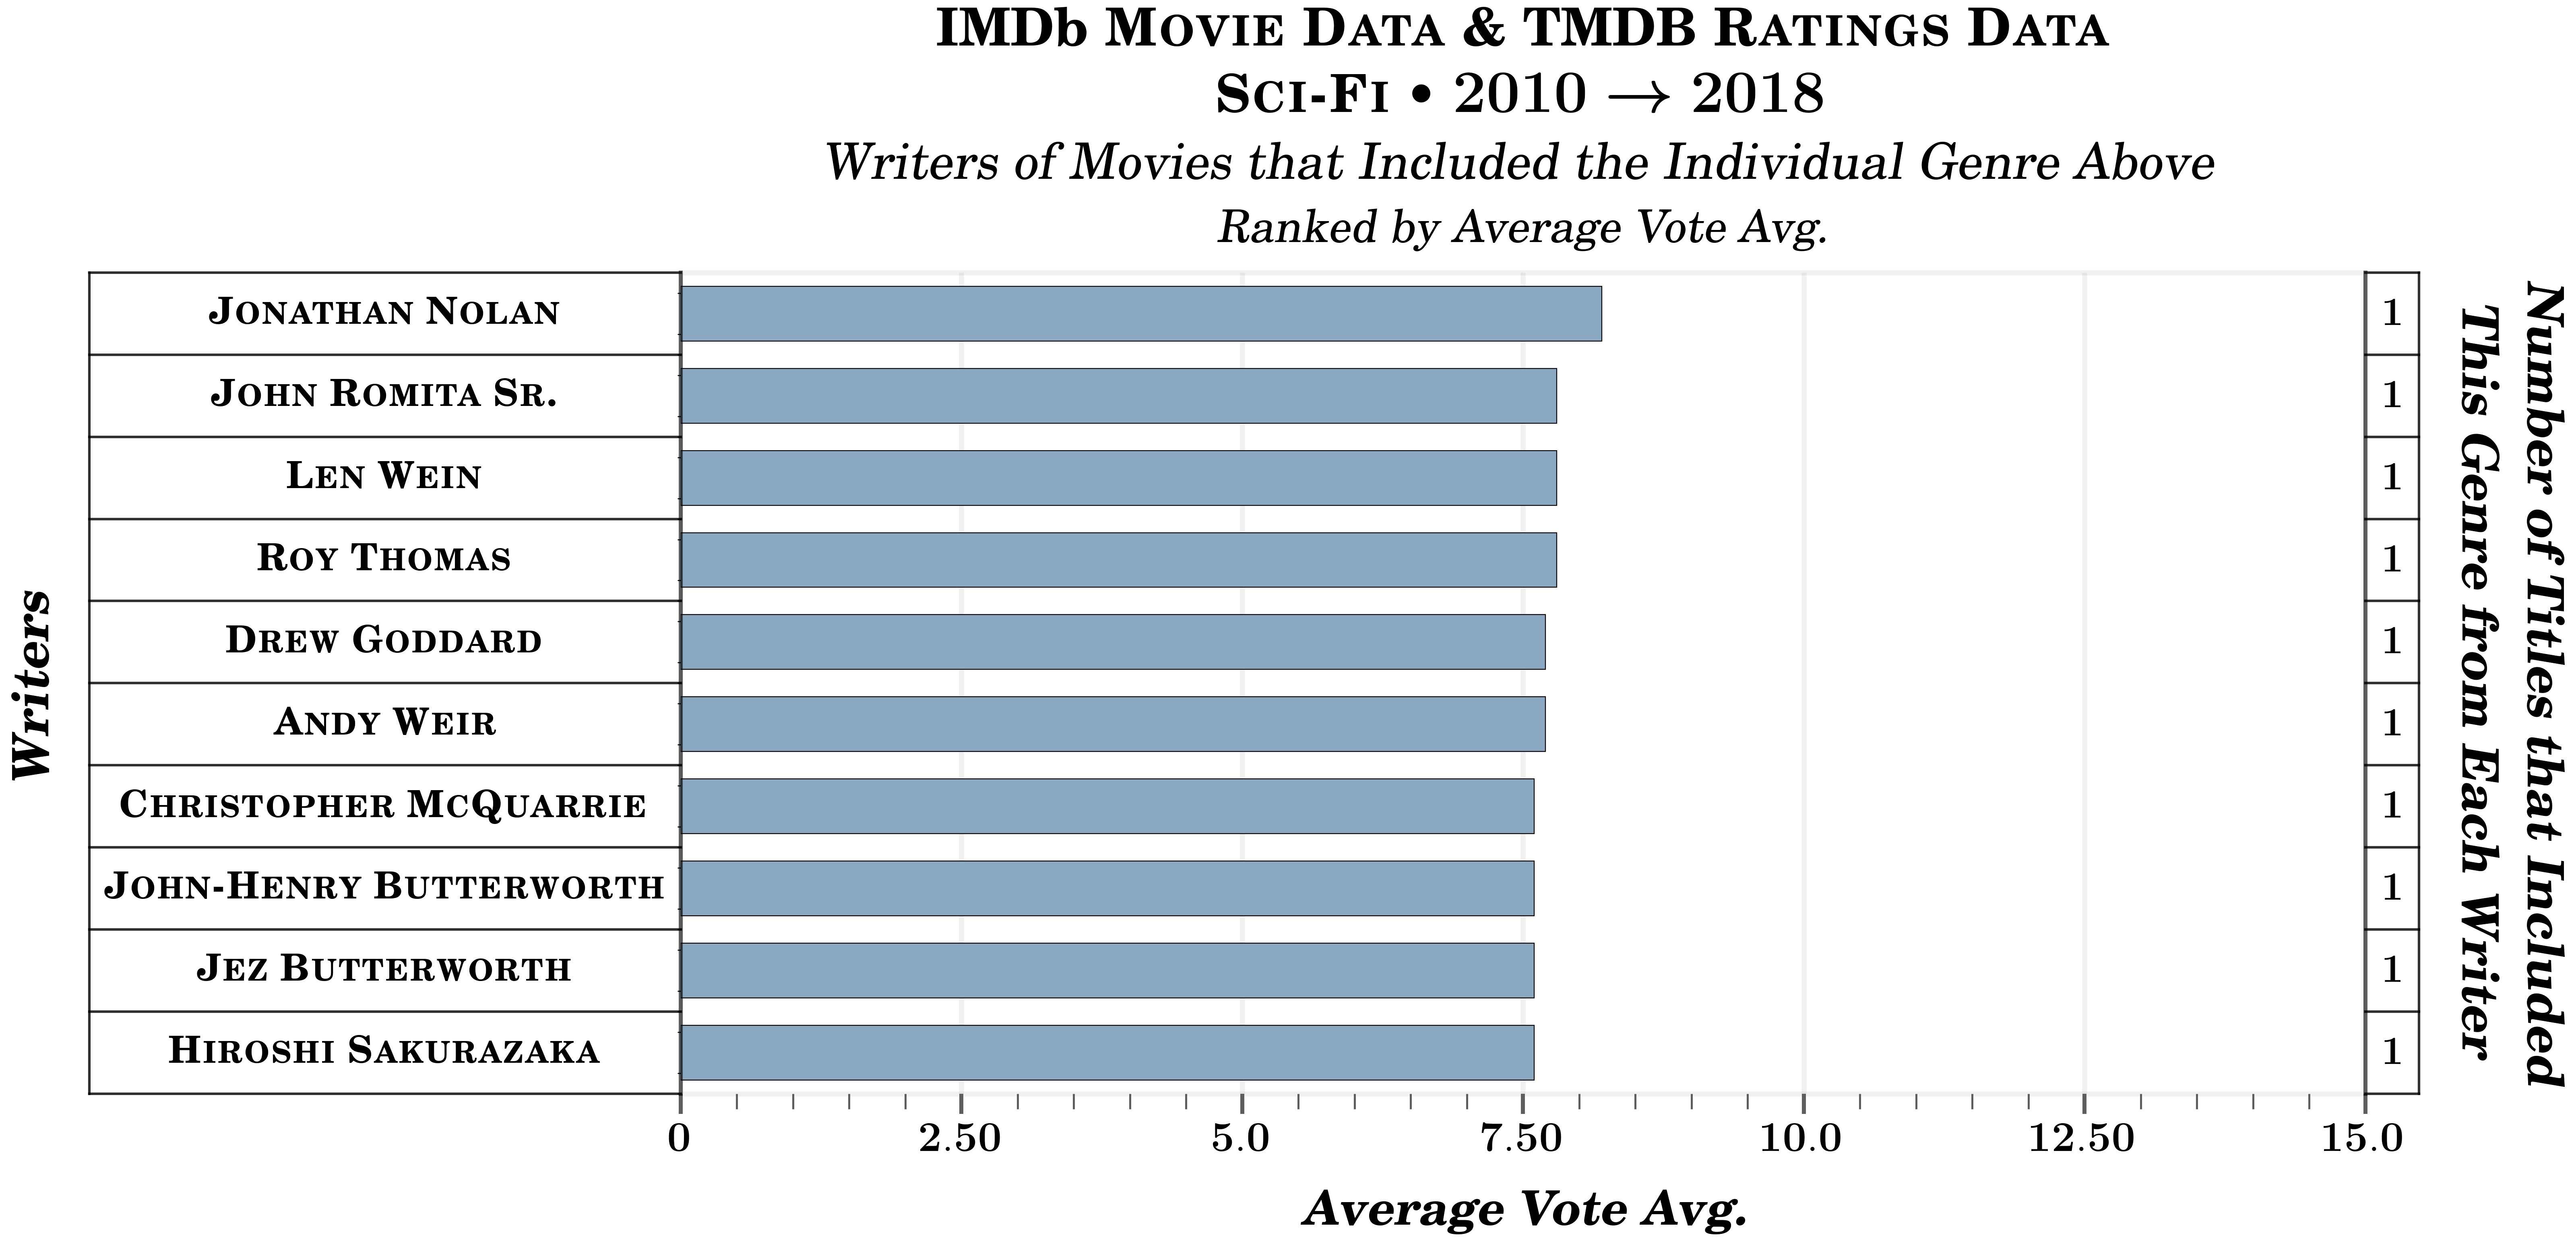 IMDb Movie Data & TMDB Ratings Data
Sci-Fi • 2010 → 2018
Writers of Movies that Included the Individual Genre Above
Ranked by Average Vote Avg.
Writers
Jonathan Nolan 1
John Romita Sr. 1
Len Wein 1
Roy Thomas 1
Drew Goddard 1
Andy Weir 1
Christopher McQuarrie 1
John-Henry Butterworth 1
Jez Butterworth 1
Hiroshi Sakurazaka 1
Number of Titles that Included
This Genre from Each Writer
0 2.50 5.0 7.50 10.0 12.50 15.0
Average Vote Avg.